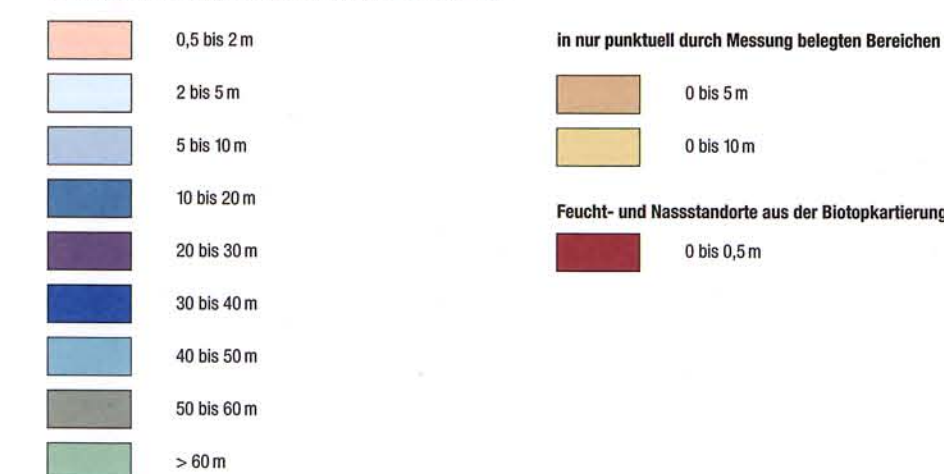 0,5 bis 2 m
2 bis 5 m
5 bis 10 m
10 bis 20 m
20 bis 30 m
30 bis 40 m
40 bis 50 m
50 bis 60 m
> 60 m
in nur punktuell durch Messung belegten Bereichen
0 bis 5 m
0 bis 10 m
Feucht- und Nassstandorte aus der Biotopkartierung
0 bis 0,5 m